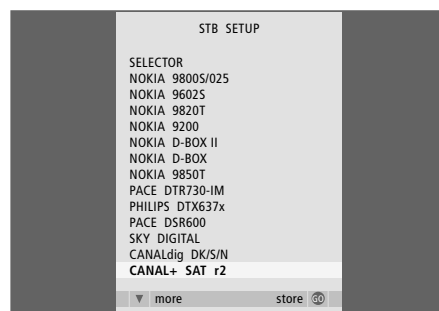 STB SETUP
SELECTOR
NOKIA 9800S/025
NOKIA 9602S
NOKIA 9820T
NOKIA 9200
NOKIA D-BOX II
NOKIA D-BOX
NOKIA 9850T
PACE DTR730-IM
PHILIPS DTX637x
PACE DSR600
SKY DIGITAL
CANALdig DK/S/N
CANAL+ SAT r2
▼ more store GO